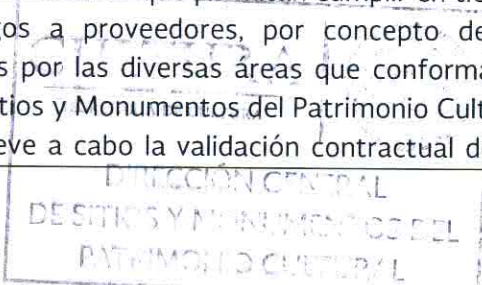 gos a proveedores, por concepto de
s por las diversas áreas que conforma
tios y Monumentos del Patrimonio Cult
eve a cabo la validación contractual d
DIRECCIÓN CENTRAL
DE SITIOS Y MONUMENTOS DEL
PATRIMONIO CULTURAL